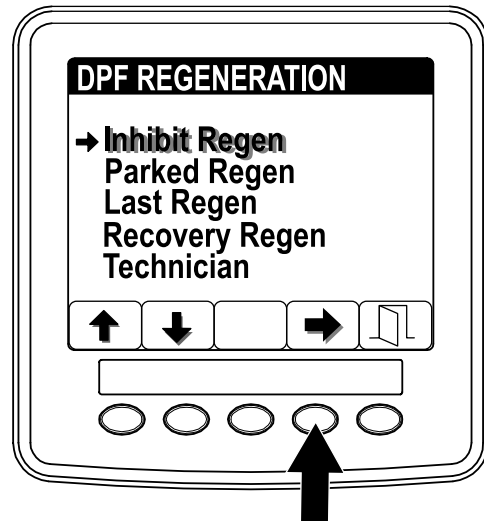 DPF REGENERATION
Inhibit Regen
Parked Regen
Last Regen
Recovery Regen
Technician